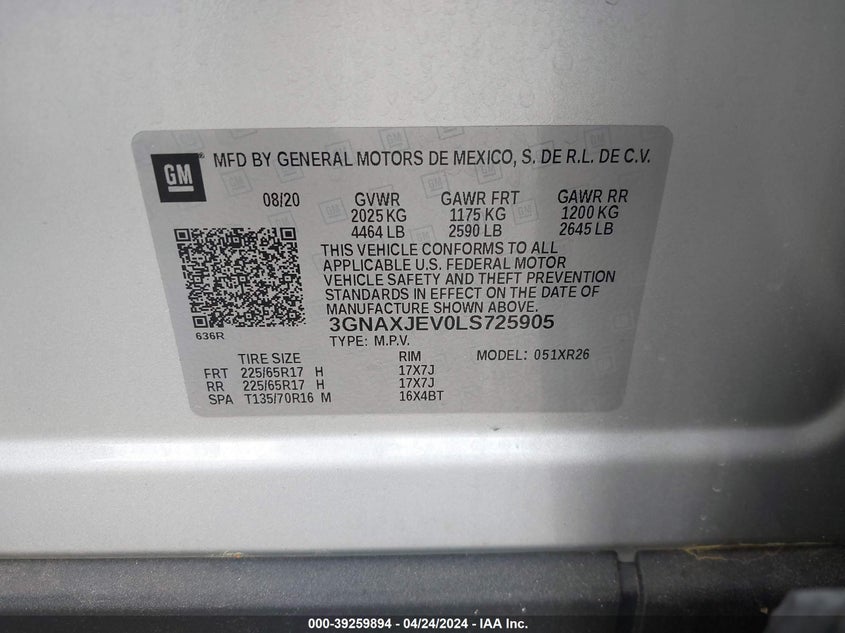 GM
MFD BY GENERAL MOTORS DE MEXICO, S. DE R.L. DE C.V.
08/20 GVWR GAWR FRT GAWR RR
2025 KG 1175 KG 1200 KG
4464 LB 2590 LB 2645 LB
THIS VEHICLE CONFORMS TO ALL
APPLICABLE U.S. FEDERAL MOTOR
VEHICLE SAFETY AND THEFT PREVENTION
STANDARDS IN EFFECT ON THE DATE OF
MANUFACTURE SHOWN ABOVE.
636R
3GNAXJEV0LS725905
TYPE: M.P.V.
TIRE SIZE RIM MODEL: 051XR26
FRT 225/65R17 H 17X7J
RR 225/65R17 H 17X7J
SPA T135/70R16 M 16X4BT
000-39259894 - 04/24/2024 - IAA Inc.